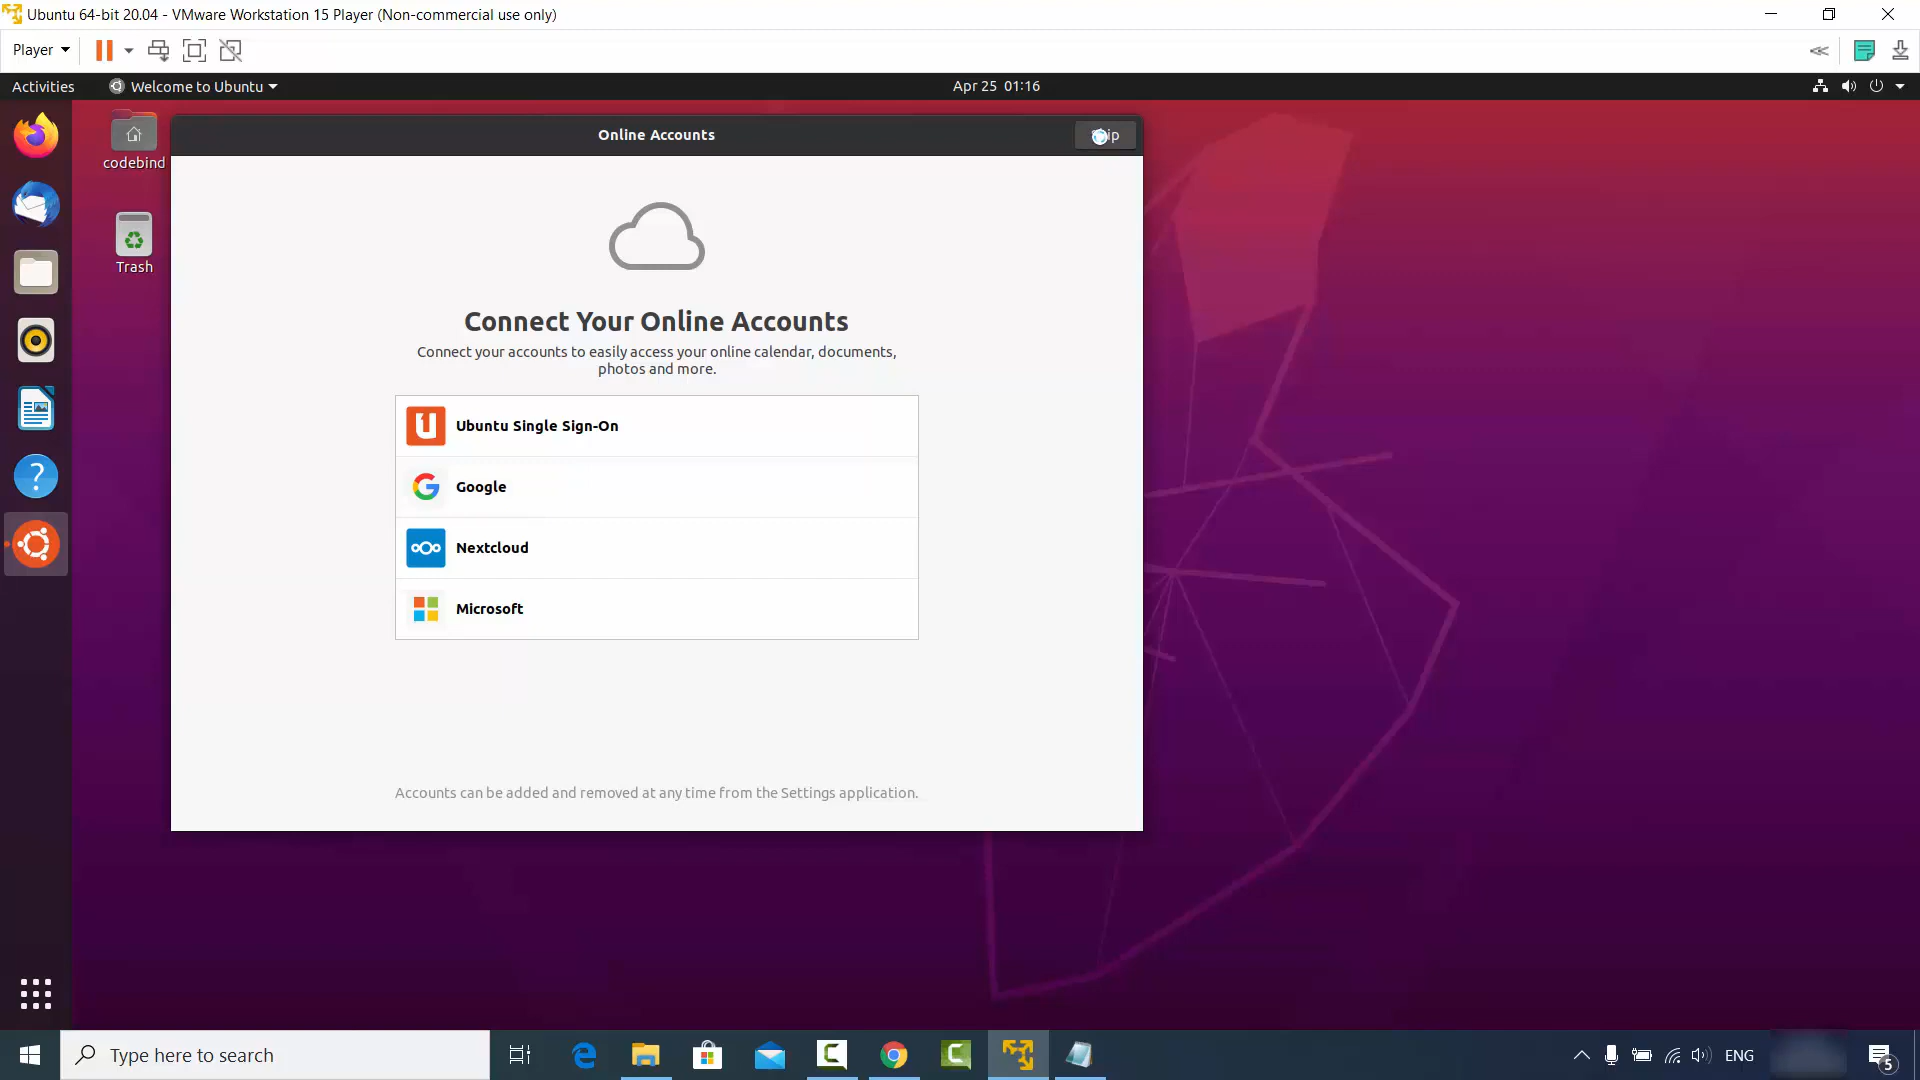 Ubuntu 64-bit 20.04 - VMware Workstation 15 Player (Non-commercial use only)
Player
Activities
Welcome to Ubuntu
Apr 25 01:16
codebind
Trash
Online Accounts
Connect Your Online Accounts
Connect your accounts to easily access your online calendar, documents,
photos and more.
Ubuntu Single Sign-On
Google
Nextcloud
Microsoft
Accounts can be added and removed at any time from the Settings application.
Type here to search
ENG
5